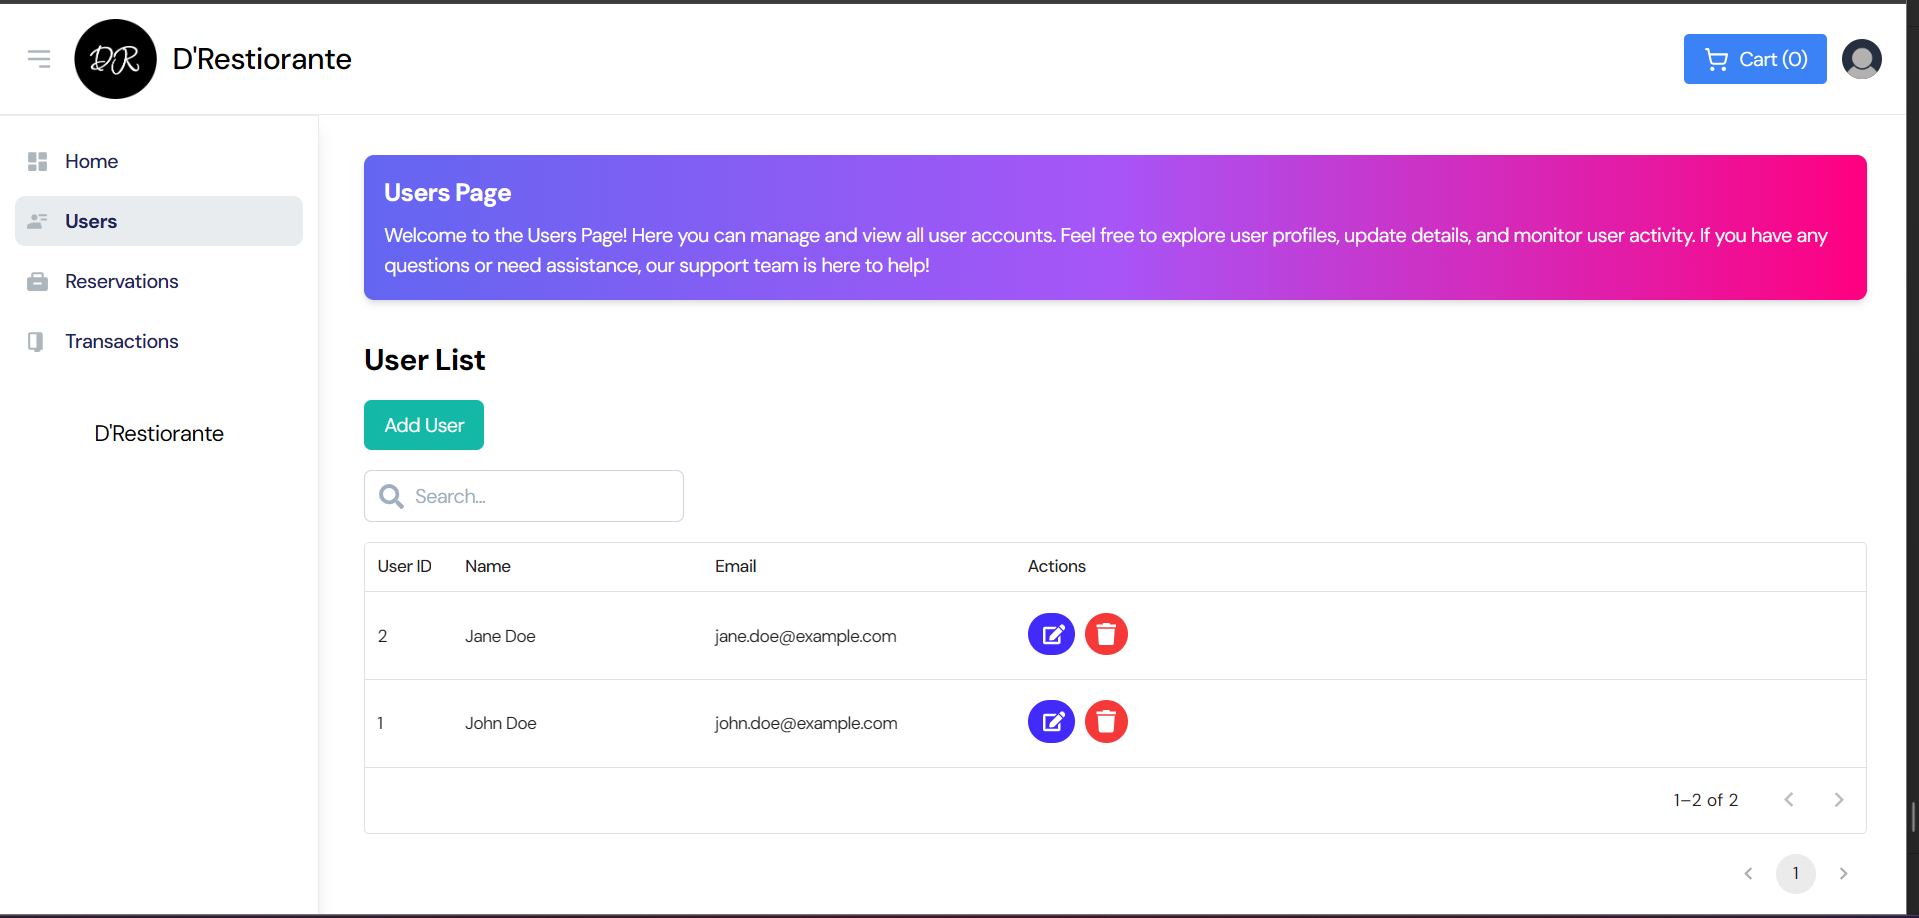 DR D'Restiorante
Cart (0)
Home
Users
Reservations
Transactions
D'Restiorante
Users Page
Welcome to the Users Page! Here you can manage and view all user accounts. Feel free to explore user profiles, update details, and monitor user activity. If you have any
questions or need assistance, our support team is here to help!
User List
Add User
Search...
User ID Name Email Actions
2 Jane Doe jane.doe@example.com
1 John Doe john.doe@example.com
1–2 of 2
1